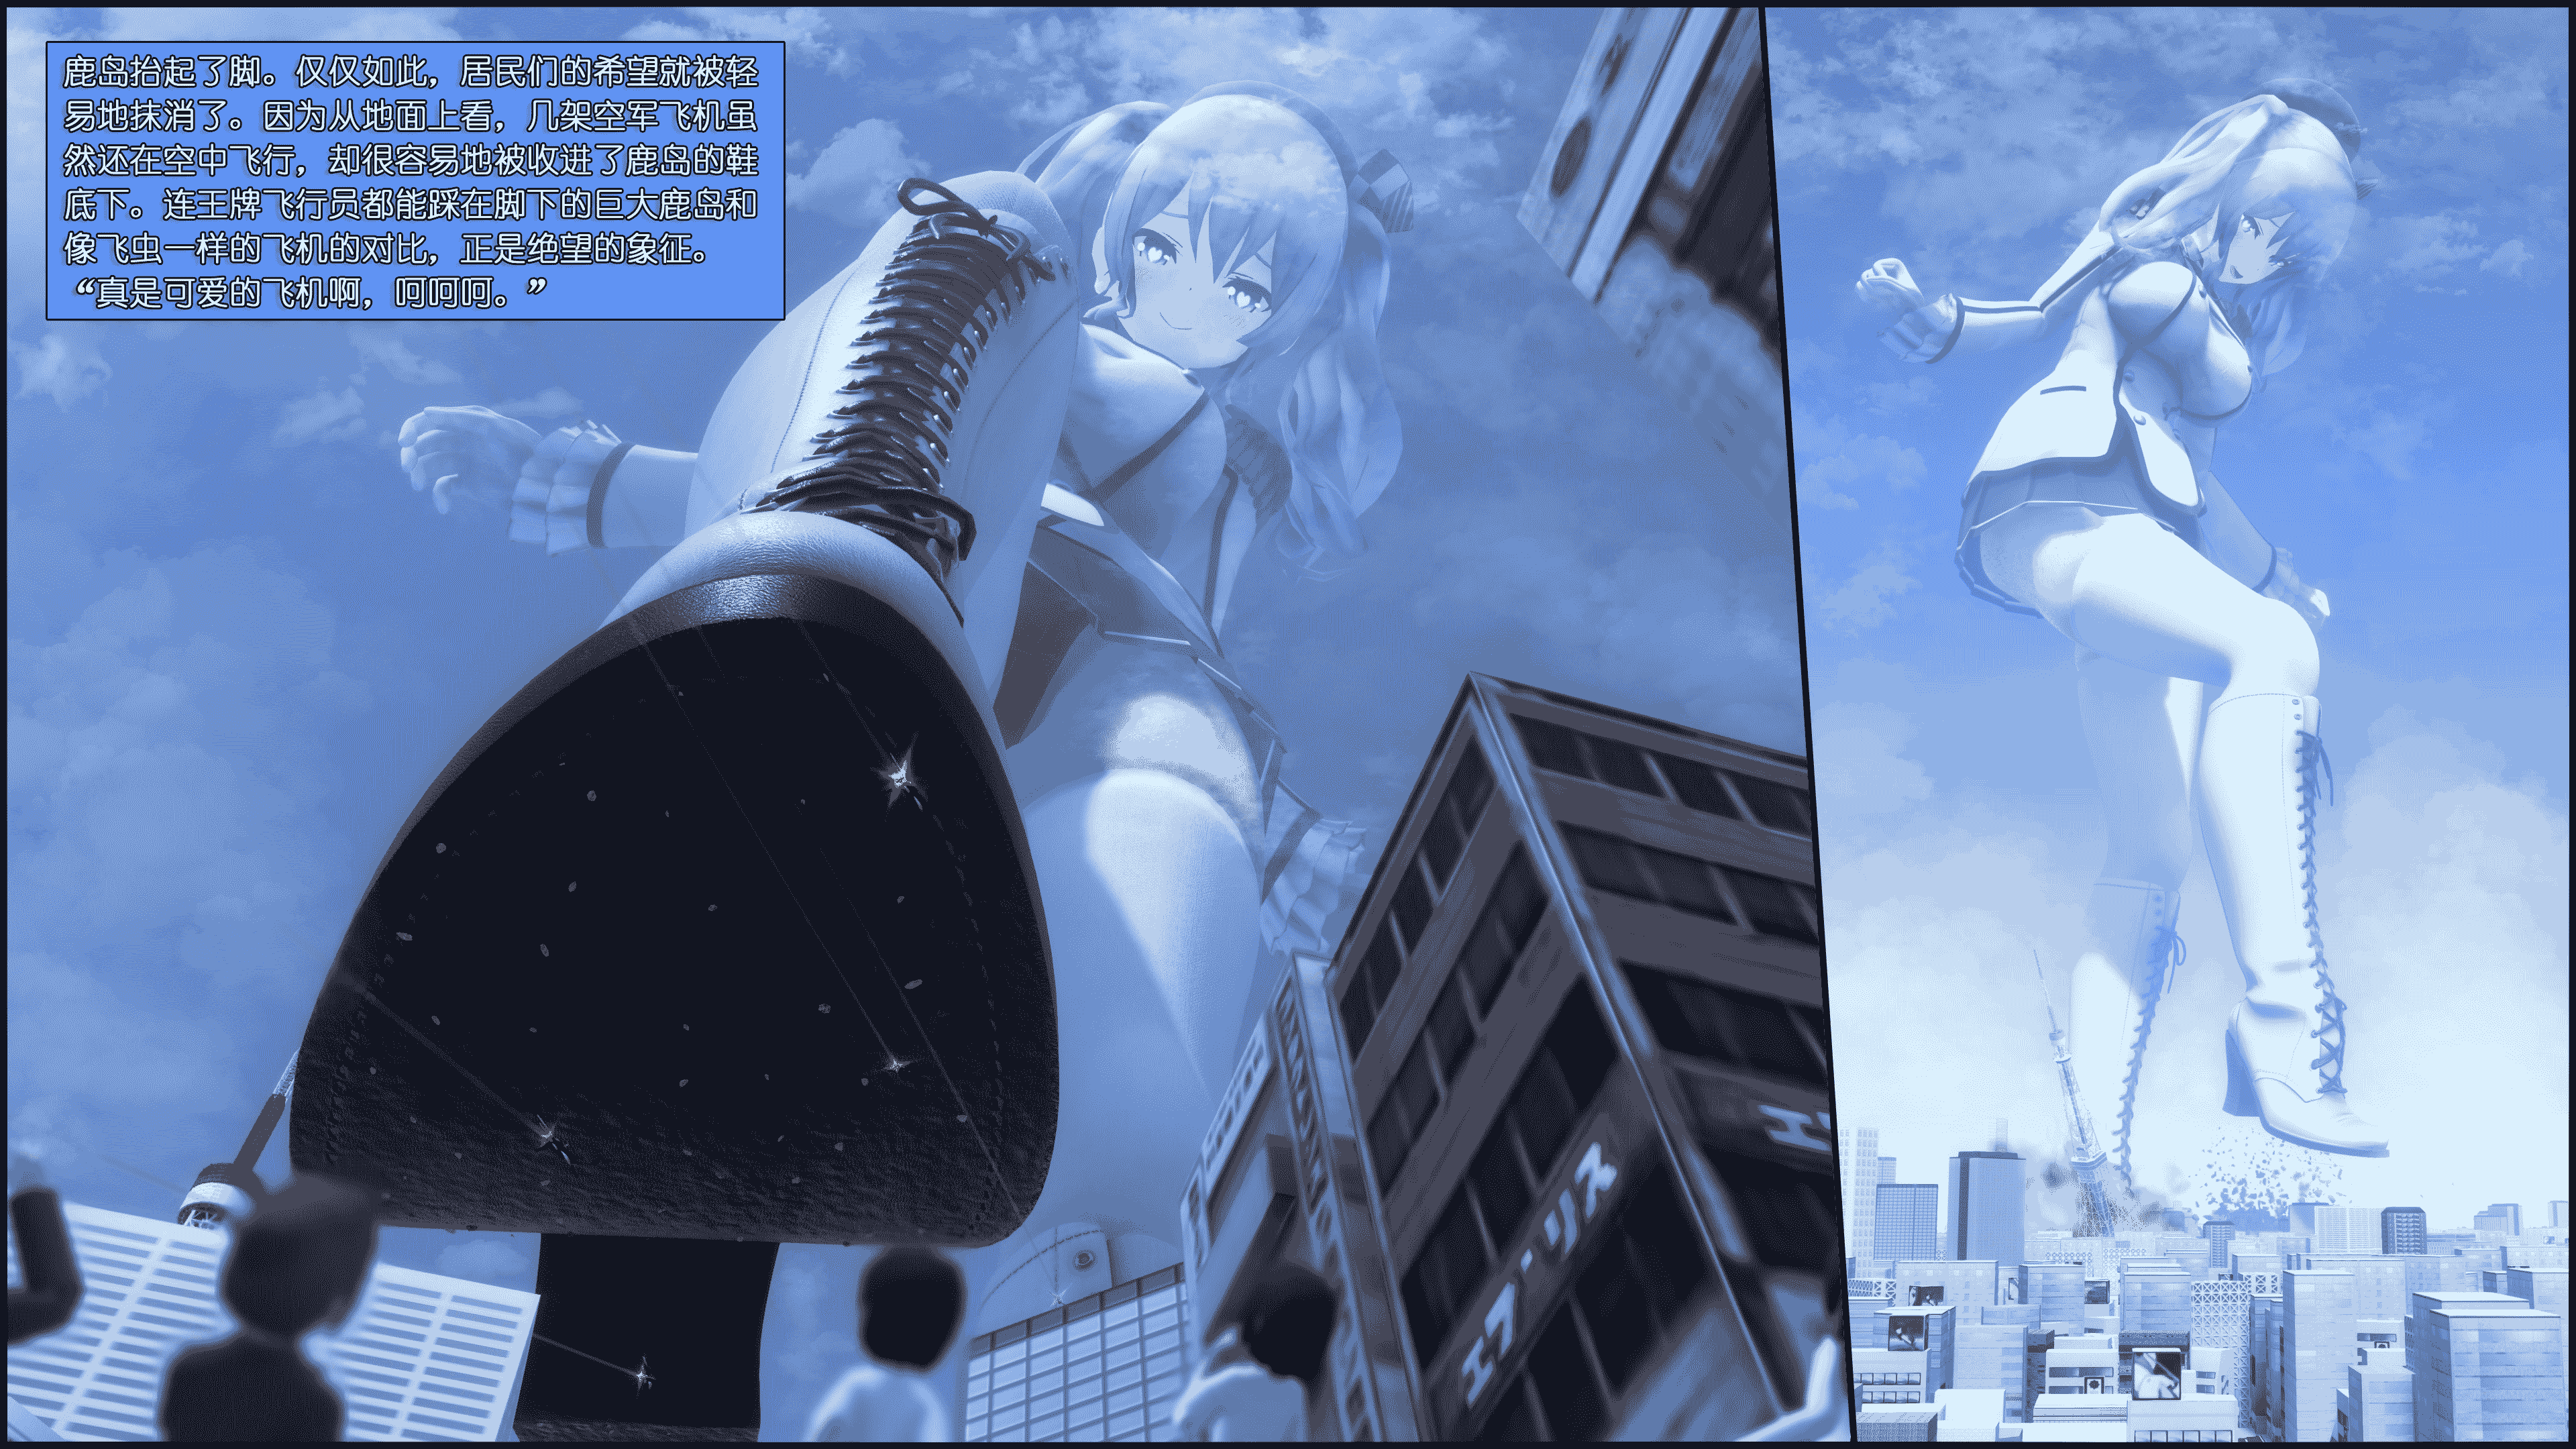 鹿岛抬起了脚。仅仅如此，居民们的希望就被轻
易地抹消了。因为从地面上看，几架空军飞机虽
然还在空中飞行，却很容易地被收进了鹿岛的鞋
底下。连王牌飞行员都能踩在脚下的巨大鹿岛和
像飞虫一样的飞机的对比，正是绝望的象征。
“真是可爱的飞机啊，呵呵呵。”